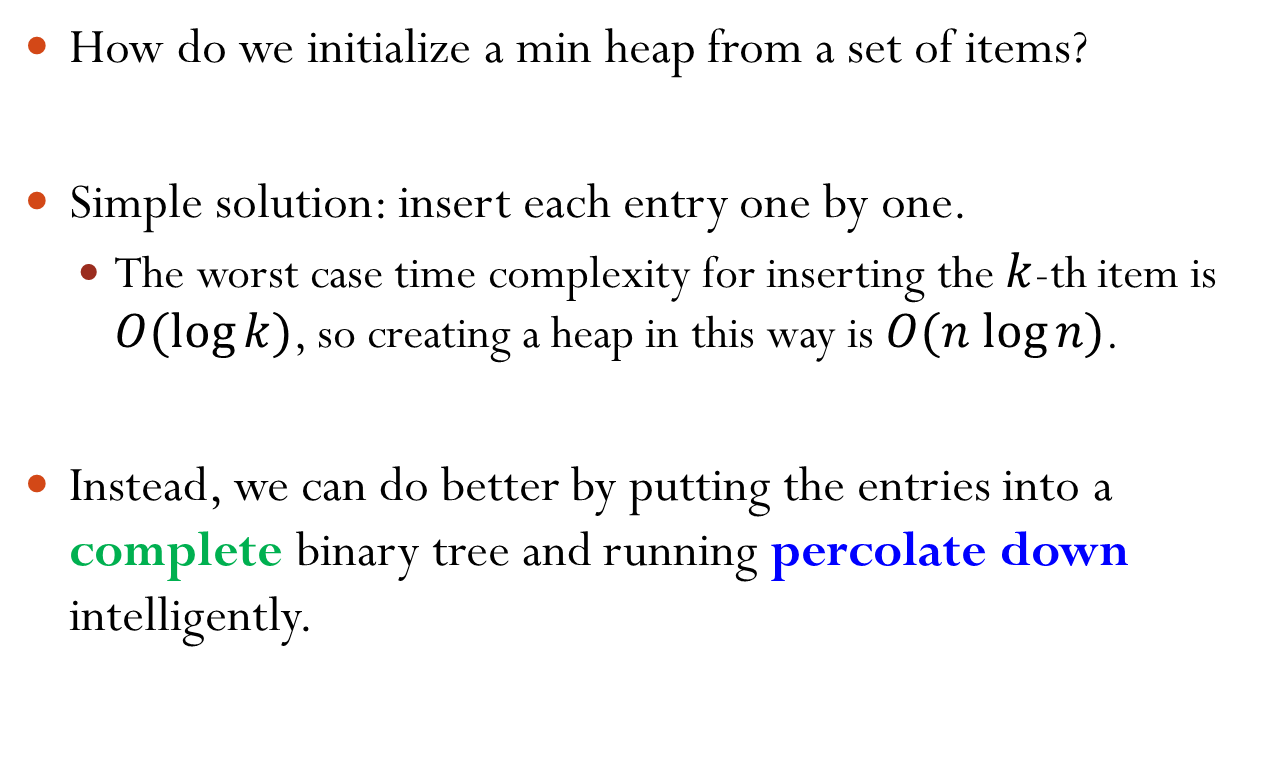 • How do we initialize a min heap from a set of items?
• Simple solution: insert each entry one by one.
• The worst case time complexity for inserting the k-th item is
O(log k), so creating a heap in this way is O(n log n).
• Instead, we can do better by putting the entries into a
complete binary tree and running percolate down
intelligently.